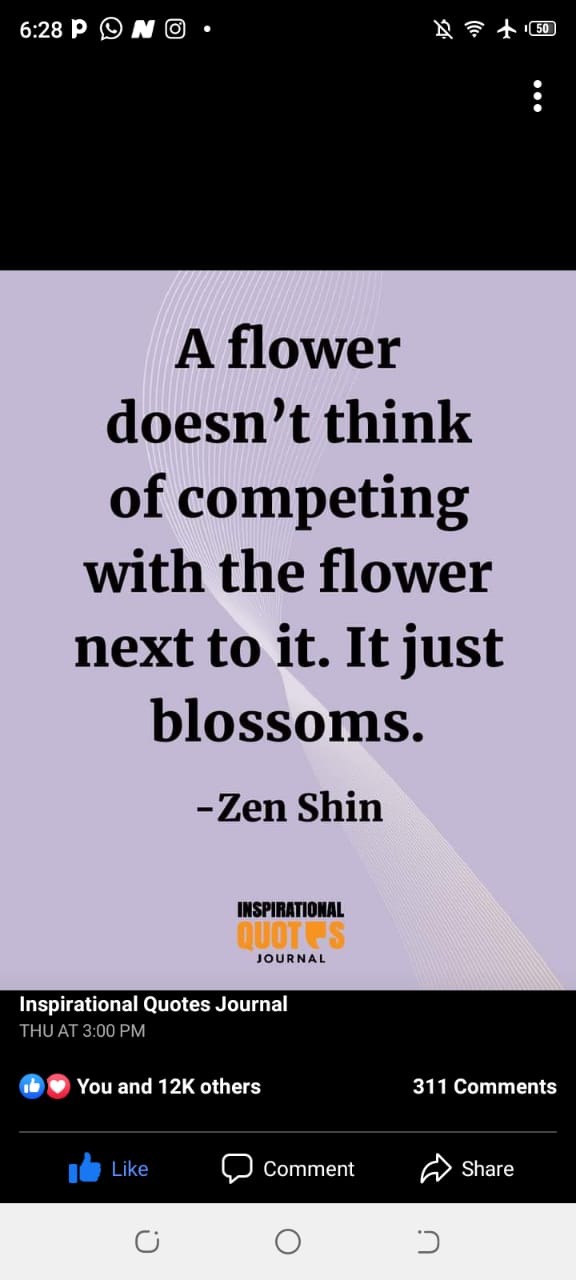 6:28
50
A flower
doesn’t think
of competing
with the flower
next to it. It just
blossoms.
-Zen Shin
INSPIRATIONAL
QUOTES
JOURNAL
Inspirational Quotes Journal
THU AT 3:00 PM
You and 12K others
311 Comments
Like
Comment
Share